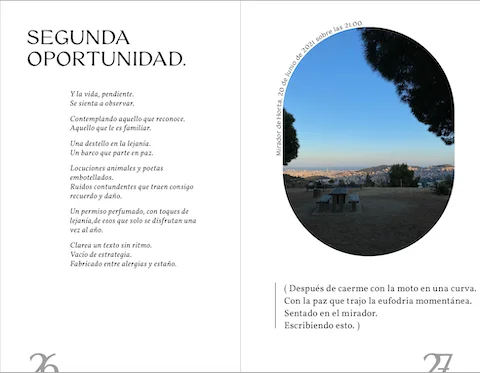 SEGUNDA
OPORTUNIDAD.
Y la vida, pendiente.
Se sienta a observar.
Contemplando aquello que reconoce.
Aquello que le es familiar.
Una destello en la lejanía.
Un barco que parte en paz.
Locuciones animales y poetas
embotellados.
Ruidos contundentes que traen consigo
recuerdo y daño.
Un permiso perfumado, con toques de
lejanía,de esos que solo se disfrutan una
vez al año.
Clarea un texto sin ritmo.
Vacío de estrategia.
Fabricado entre alergias y estaño.
26
Mirador de Horta. 20 de junio de 2021 sobre las 21:00
( Después de caerme con la moto en una curva.
Con la paz que trajo la eufodria momentánea.
Sentado en el mirador.
Escribiendo esto. )
27